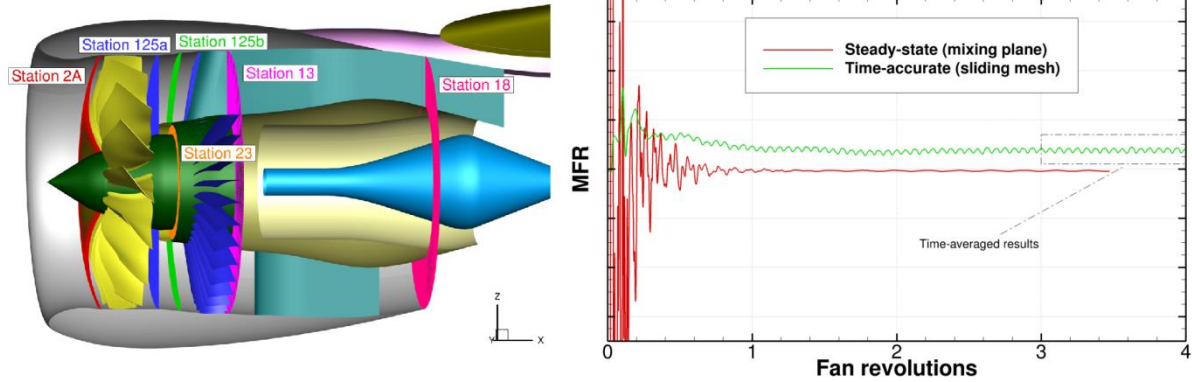 Station 125a
Station 125b
Station 2A
Station 13
Station 18
Station 23
Z
Y
X
Steady-state (mixing plane)
Time-accurate (sliding mesh)
MFR
Time-averaged results
0
1
2
3
4
Fan revolutions